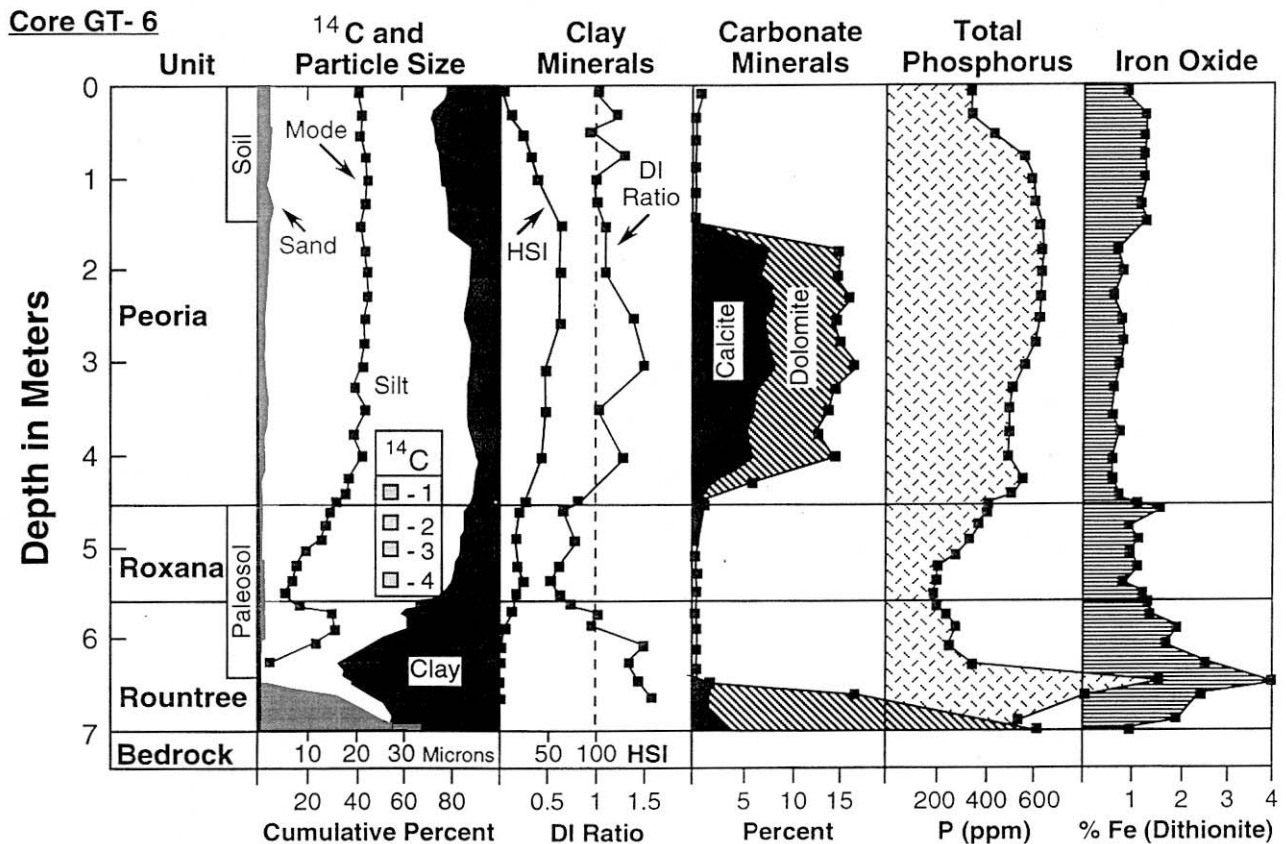 Core GT- 6
Unit
14C and
Particle Size
Clay
Minerals
Carbonate
Minerals
Total
Phosphorus
Iron Oxide
Depth in Meters
0
1
2
3
4
5
6
7
Soil
Paleosol
Peoria
Roxana
Rountree
Bedrock
Mode
Sand
Silt
14C
- 1
- 2
- 3
- 4
Clay
HSI
DI
Ratio
Calcite
Dolomite
10 20 30 Microns
50 100 HSI
20 40 60 80
Cumulative Percent
0.5 1 1.5
DI Ratio
5 10 15
Percent
200 400 600
P (ppm)
1 2 3 4
% Fe (Dithionite)